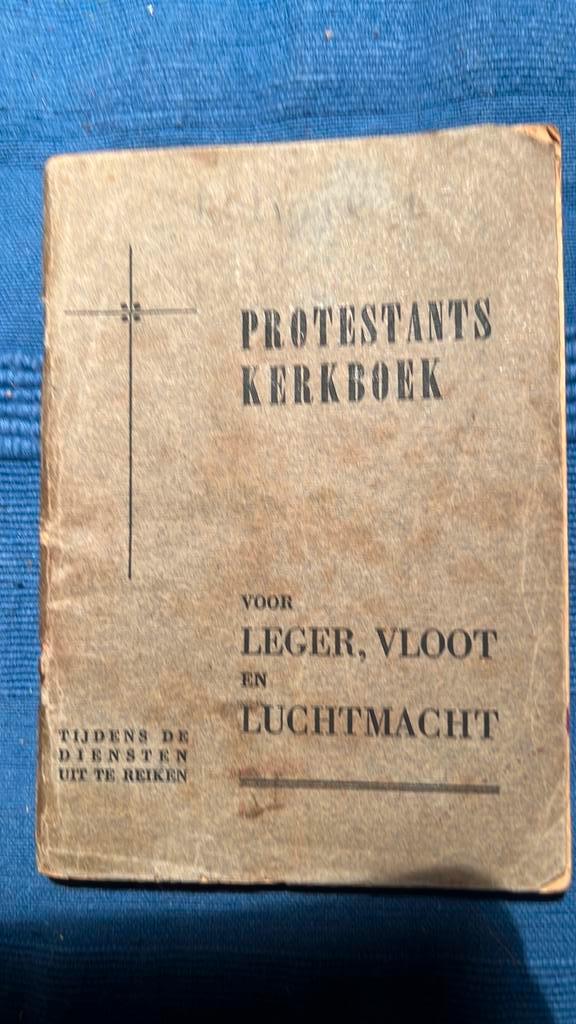 PROTESTANTS
KERKBOEK
VOOR
LEGER, VLOOT
EN
LUCHTMACHT
TIJDENS DE
DIENSTEN
UIT TE REIKEN